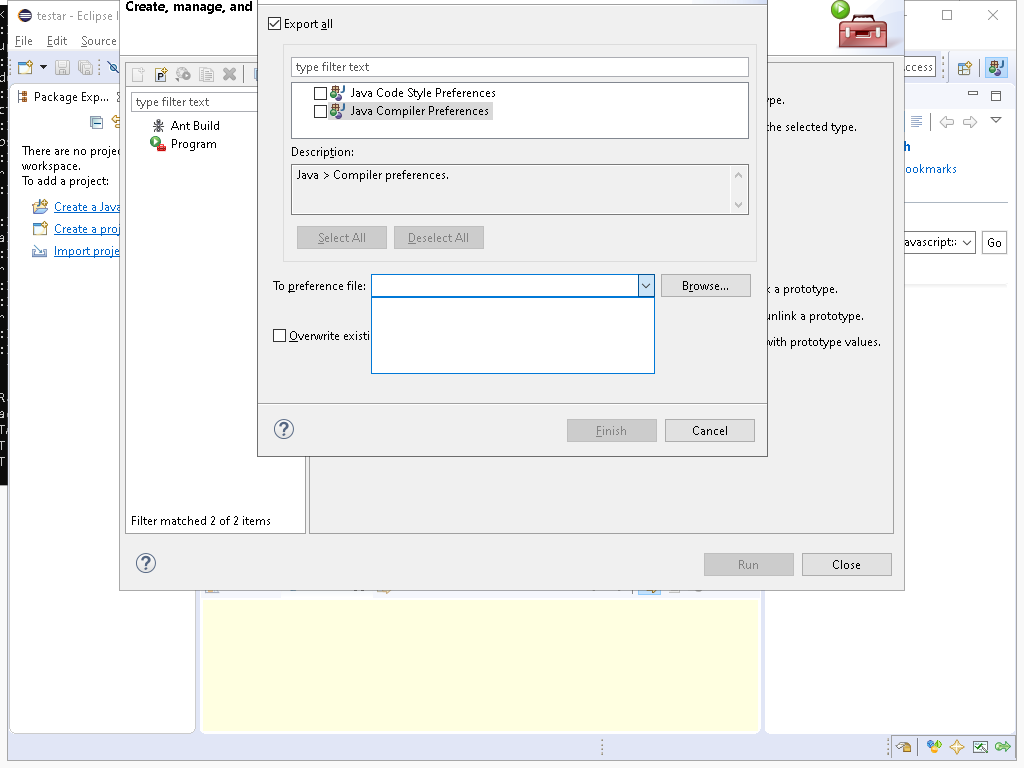 testar - Eclipse I
Create, manage, and
File Edit Source
Export all
type filter text
Java Code Style Preferences
Java Compiler Preferences
Description:
Java > Compiler preferences.
Select All Deselect All
To preference file: Browse...
Overwrite existi
Finish Cancel
Package Exp...
There are no projec
workspace.
To add a project:
Create a Java
Create a proj
Import proje
type filter text
Ant Build
Program
Filter matched 2 of 2 items
ype.
the selected type.
k a prototype.
unlink a prototype.
with prototype values.
Run Close
ccess
h
ookmarks
avascript:
Go